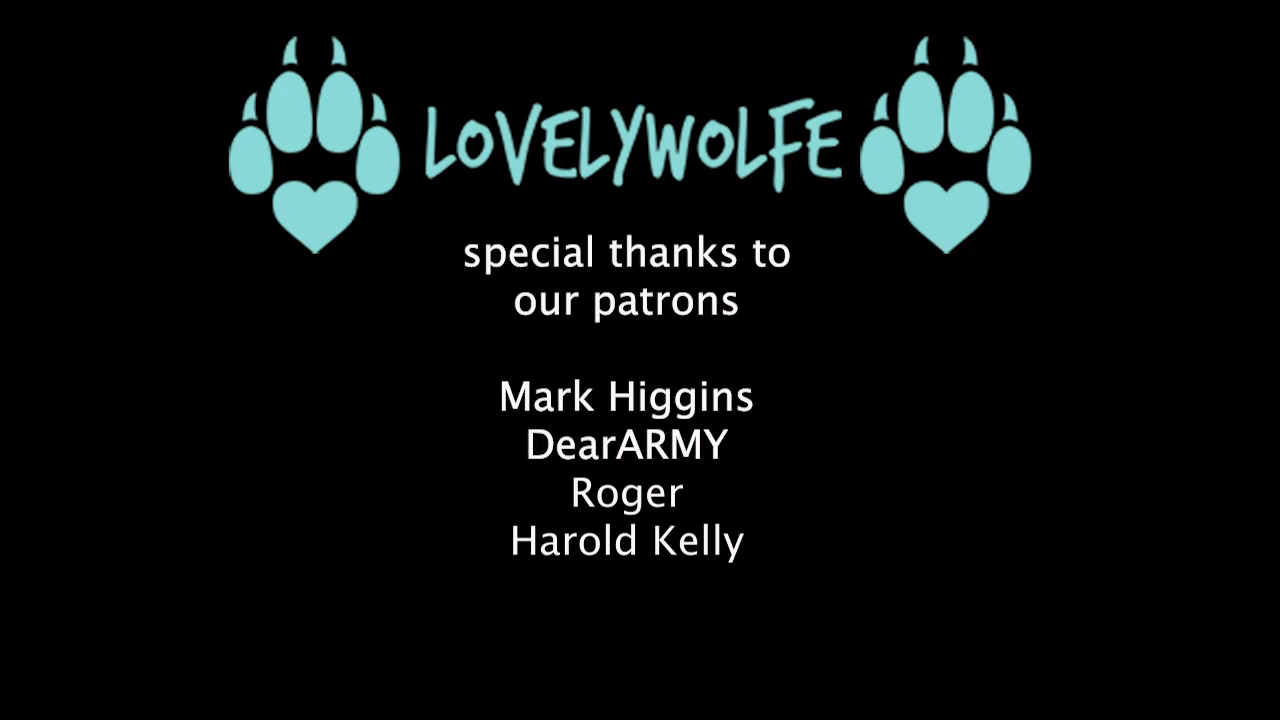 LOVELYWOLFE
special thanks to
our patrons
Mark Higgins
DearARMY
Roger
Harold Kelly